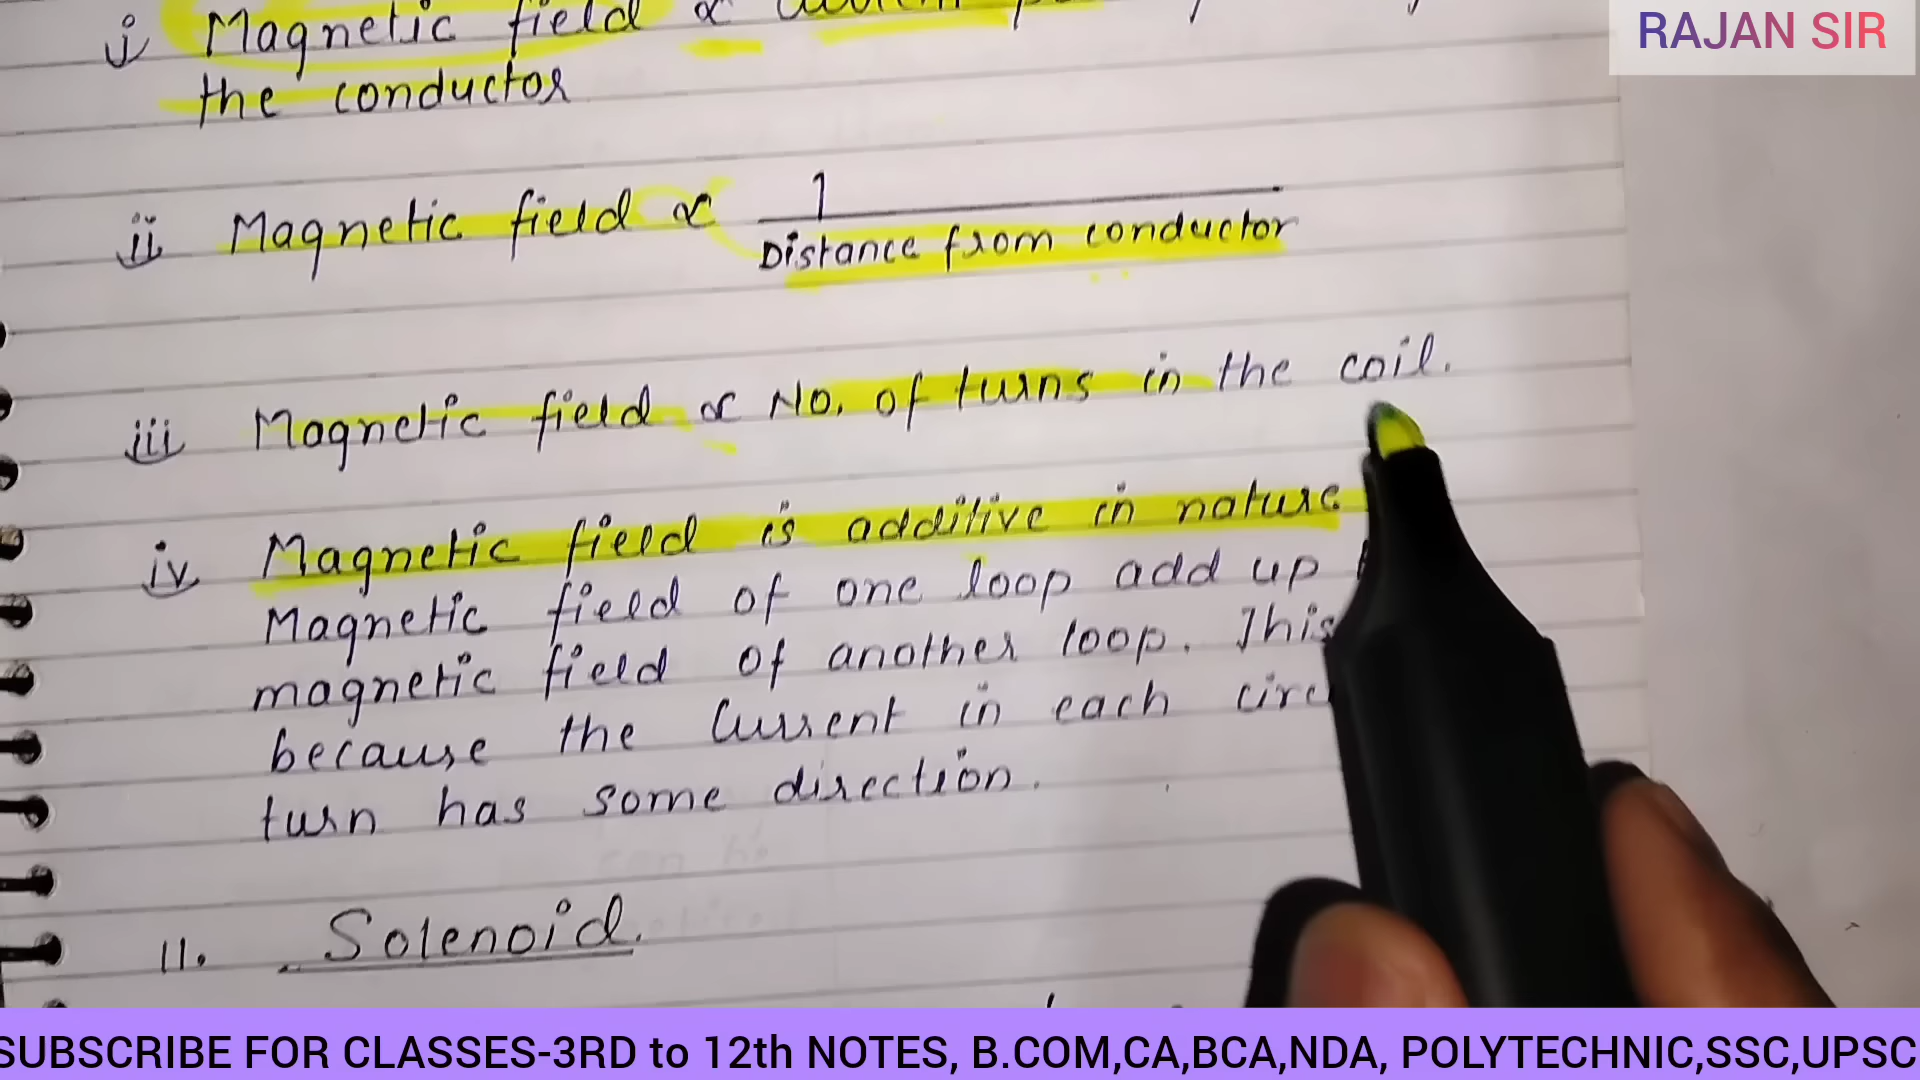 RAJAN SIR
i Magnetic field ∝
the conductor
ii Magnetic field ∝ 1
Distance from conductor
iii Magnetic field ∝ No. of turns in the coil.
iv Magnetic field is additive in nature
Magnetic field of one loop add up
magnetic field of another loop. This
because the Current in each circ
turn has some direction.
11. Solenoid.
SUBSCRIBE FOR CLASSES-3RD to 12th NOTES, B.COM,CA,BCA,NDA, POLYTECHNIC,SSC,UPSC